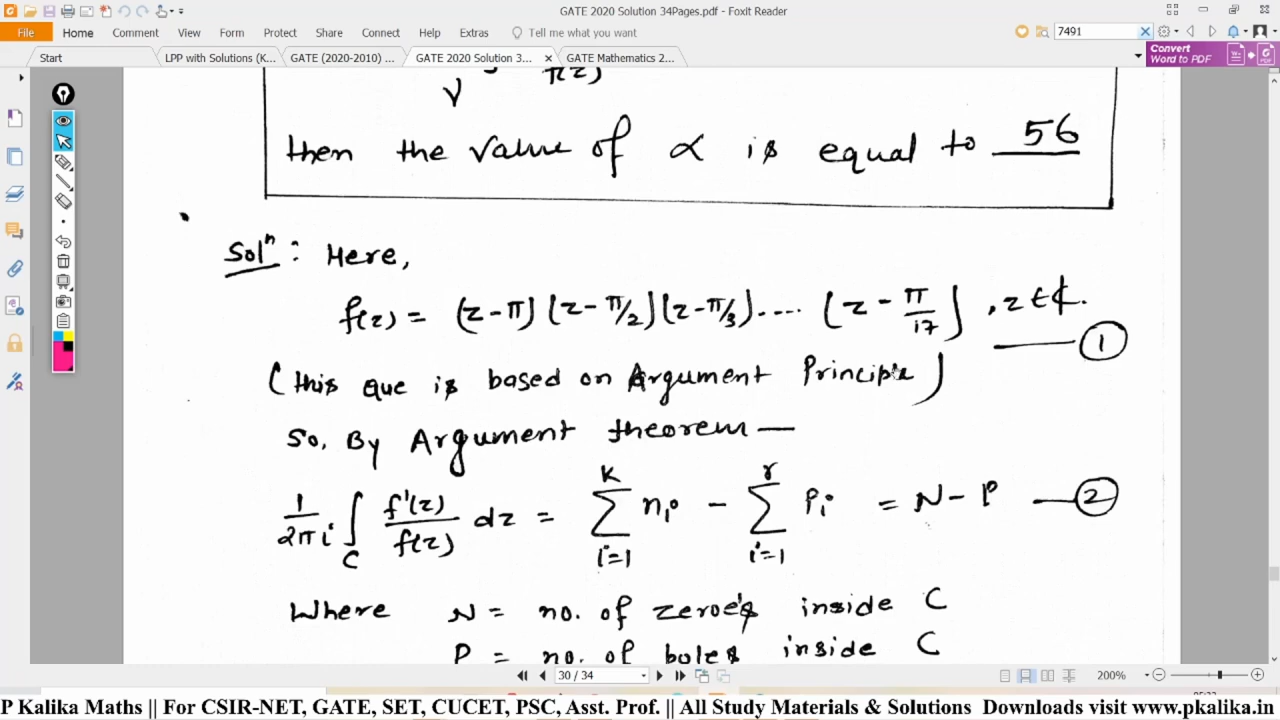 GATE 2020 Solution 34Pages.pdf - Foxit Reader
File Home Comment View Form Protect Share Connect Help Extras Tell me what you want 7491
Start LPP with Solutions (K... GATE (2020-2010) ... GATE 2020 Solution 3... GATE Mathematics 2...
Convert
Word to PDF
then the value of α is equal to 56
Solⁿ : Here,
f(z) = (z-π) (z-π/2) (z-π/3) .... (z - π/17) , z ∈ ₵. — 1
(this que is based on Argument Principle)
So, By Argument theorem —
1/2πi ∫_C f'(z)/f(z) dz = Σ_{i=1}^{k} n_i - Σ_{i=1}^{r} P_i = N - P — 2
Where N = no. of zeroe's inside C
P = no. of poles inside C
30 / 34 200%
P Kalika Maths || For CSIR-NET, GATE, SET, CUCET, PSC, Asst. Prof. || All Study Materials & Solutions Downloads visit www.pkalika.in